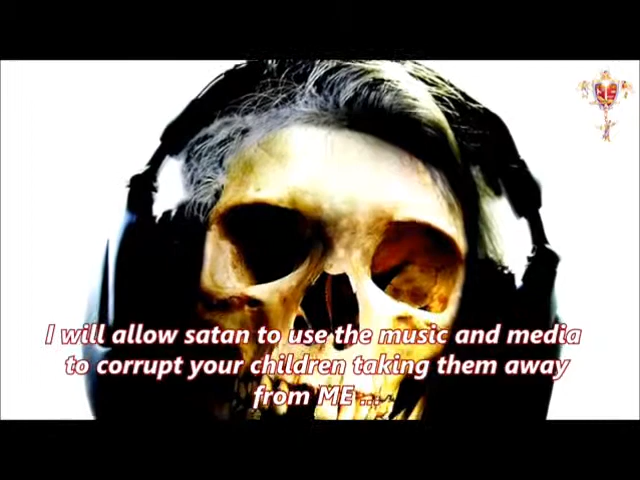 I will allow satan to use the music and media
to corrupt your children taking them away
from ME ...